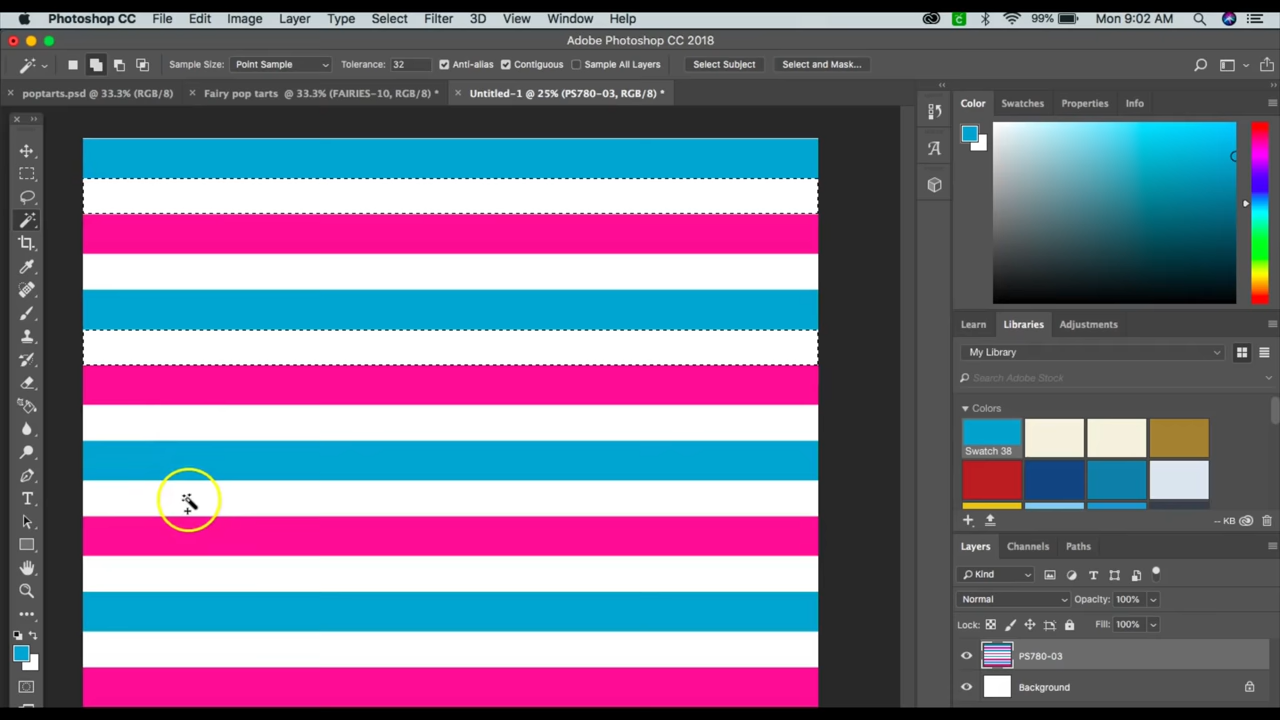 Photoshop CC File Edit Image Layer Type Select Filter 3D View Window Help 99% Mon 9:02 AM
Adobe Photoshop CC 2018
Sample Size: Point Sample Tolerance: 32 Anti-alias Contiguous Sample All Layers Select Subject Select and Mask...
× poptarts.psd @ 33.3% (RGB/8) × Fairy pop tarts @ 33.3% (FAIRIES-10, RGB/8) * × Untitled-1 @ 25% (PS780-03, RGB/8) *
Color Swatches Properties Info
Learn Libraries Adjustments
My Library
Search Adobe Stock
Colors
Swatch 38
-- KB
Layers Channels Paths
Kind
Normal Opacity: 100%
Lock: Fill: 100%
PS780-03
Background